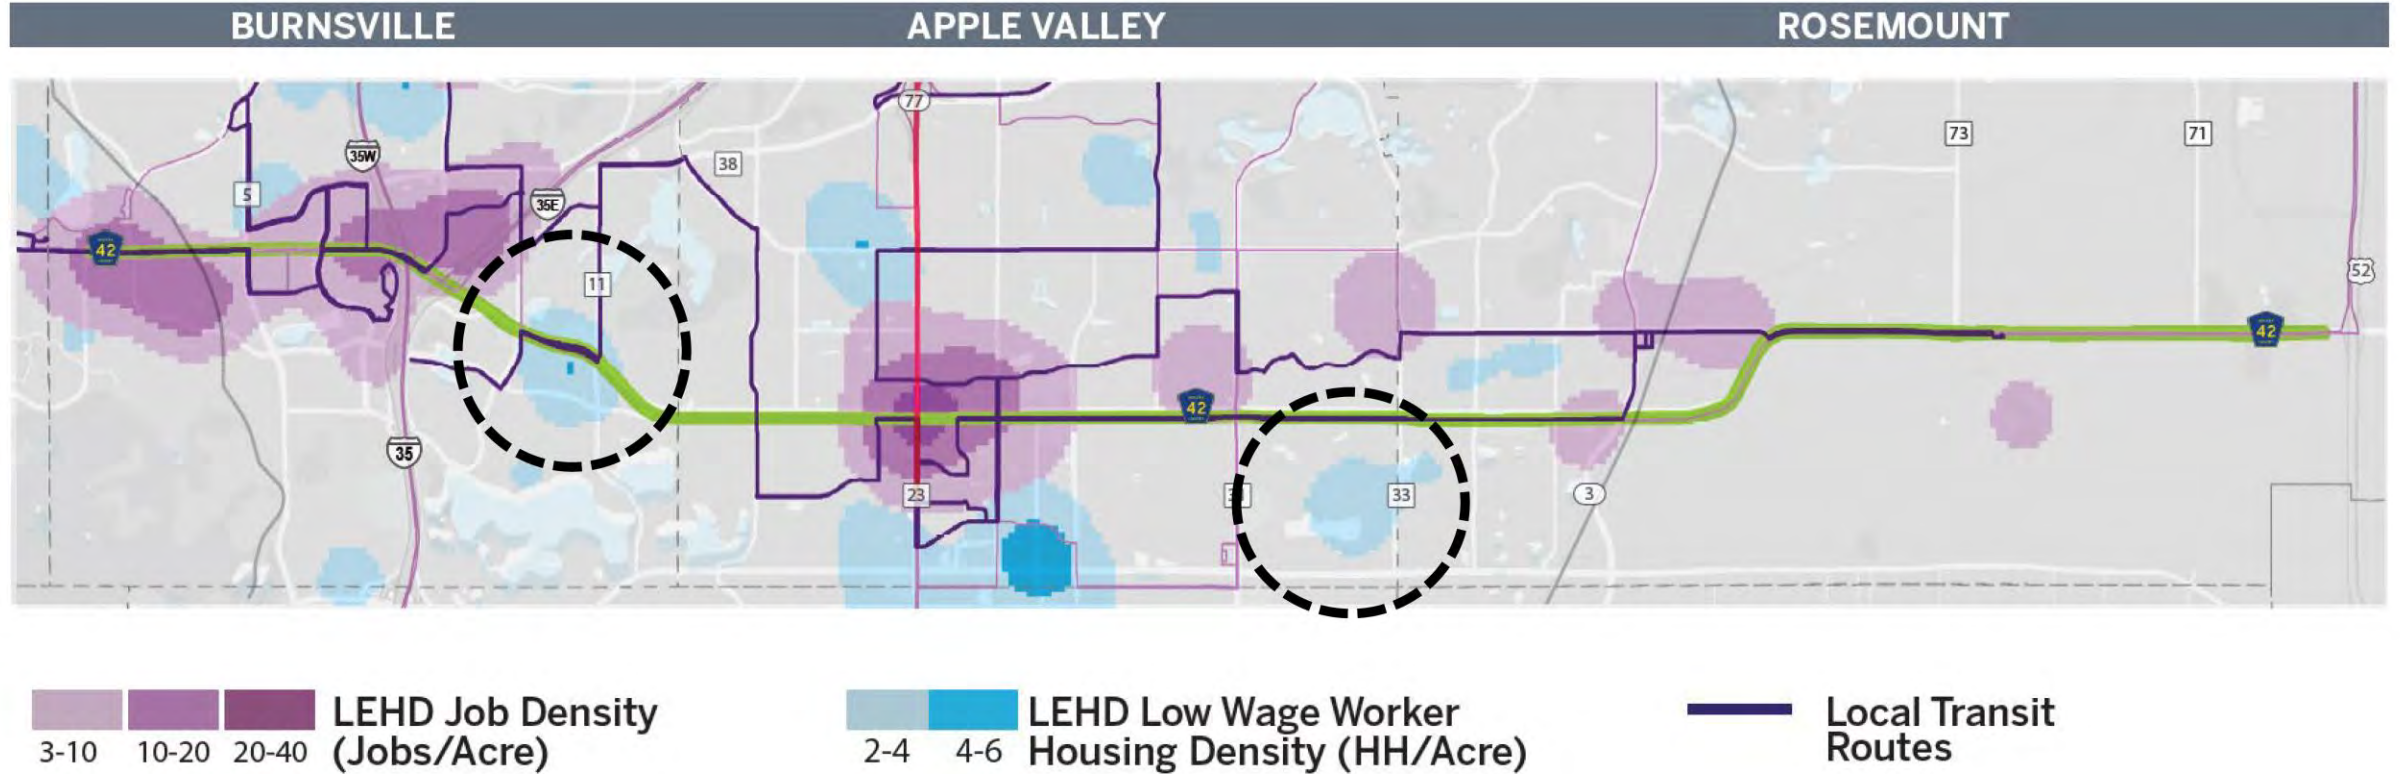 BURNSVILLE APPLE VALLEY ROSEMOUNT
77
35W
38
73
71
5
35E
42
11
52
42
42
35
23
33
3
3-10 10-20 20-40
LEHD Job Density
(Jobs/Acre)
2-4 4-6
LEHD Low Wage Worker
Housing Density (HH/Acre)
Local Transit
Routes